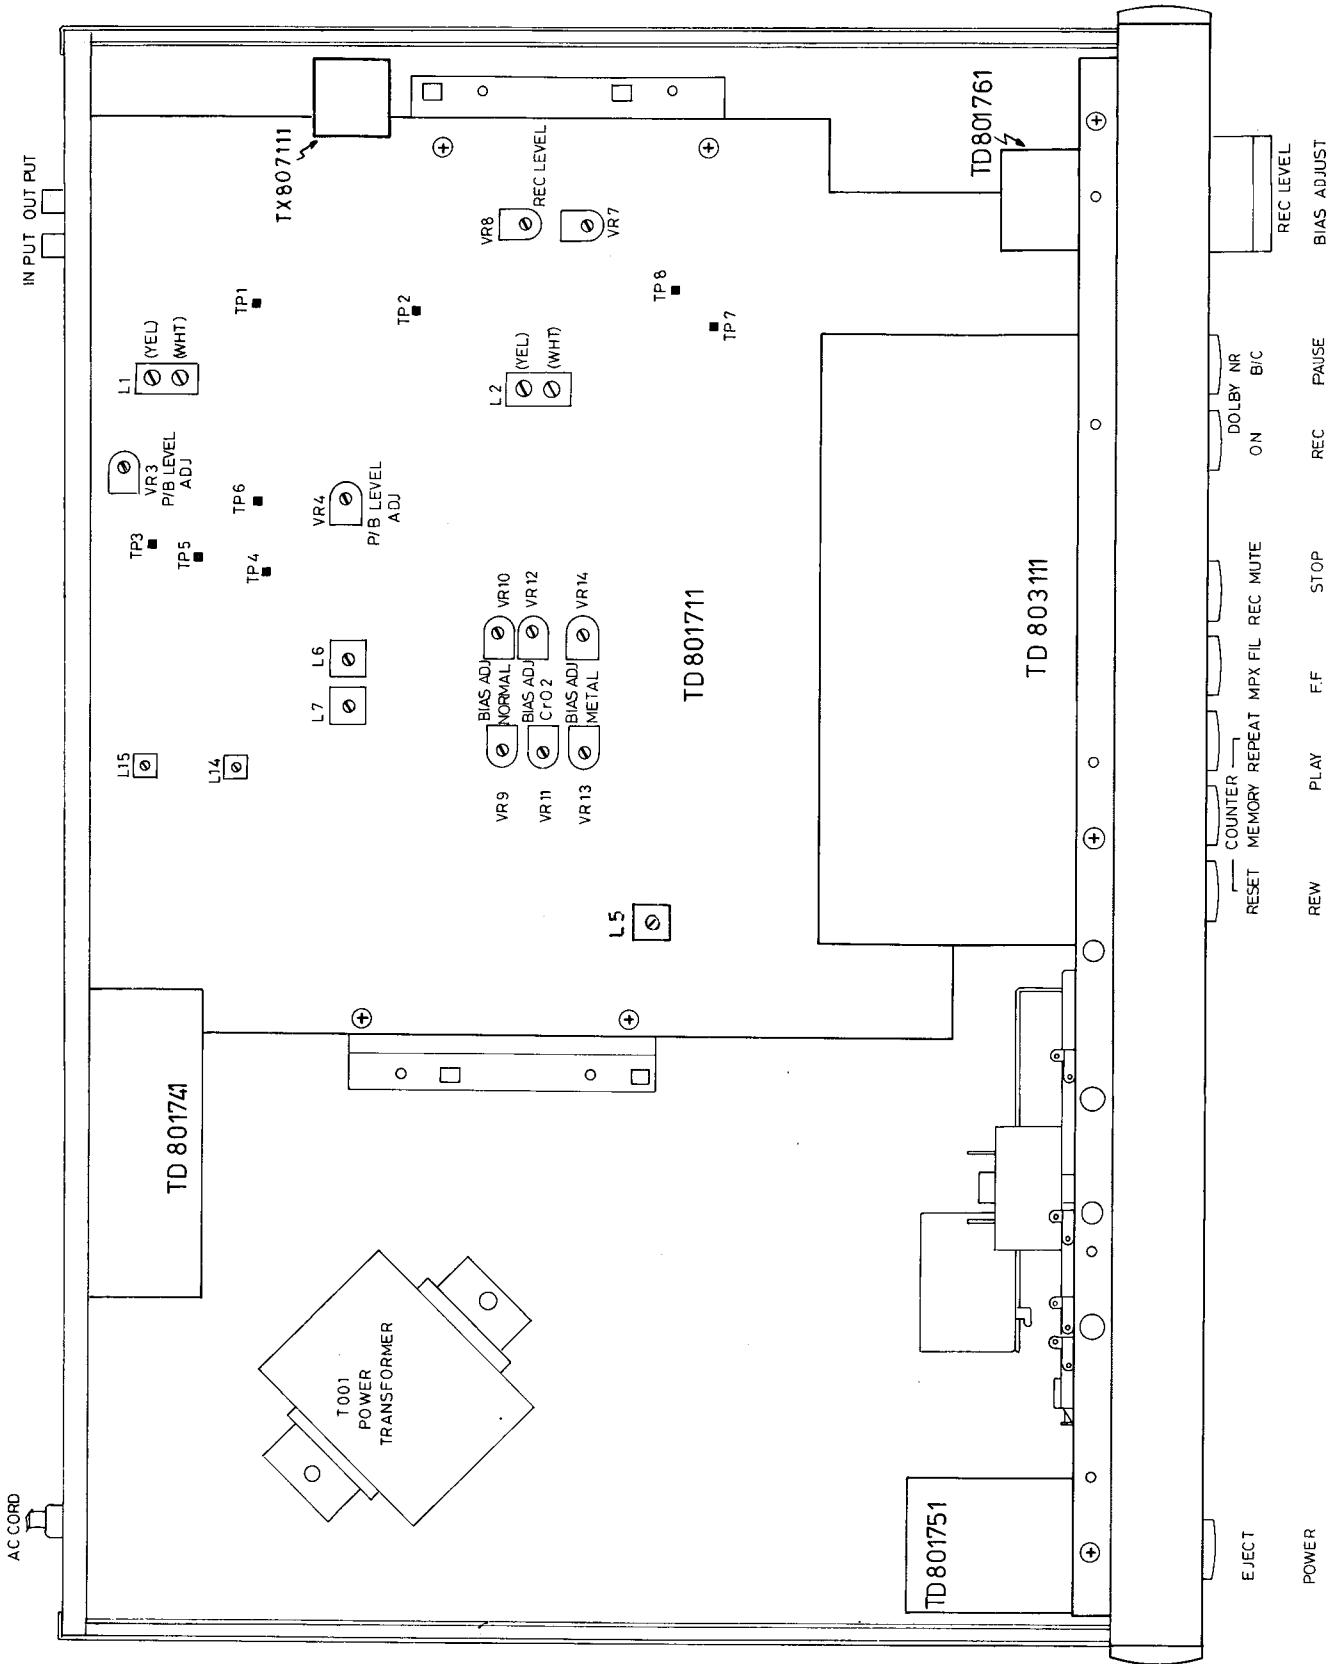 AC CORD
IN PUT OUT PUT
TD 801741
T001
POWER
TRANSFORMER
L15
L14
L7
L6
TP3
TP5
TP4
TP6
VR3
P/B LEVEL
ADJ
VR4
P/B LEVEL
ADJ
L1
(YEL)
(WHT)
TP1
TP2
TX807111
L2
(YEL)
(WHT)
VR8
REC LEVEL
VR7
TP8
TP7
VR9
BIAS ADJ
NORMAL
VR10
VR11
BIAS ADJ
CrO2
VR12
VR13
BIAS ADJ
METAL
VR14
L5
TD801711
TD801751
TD803111
TD801761
EJECT
POWER
COUNTER
RESET MEMORY REPEAT MPX FIL REC MUTE
DOLBY NR
ON B/C
REC LEVEL
REW PLAY F.F STOP REC PAUSE BIAS ADJUST